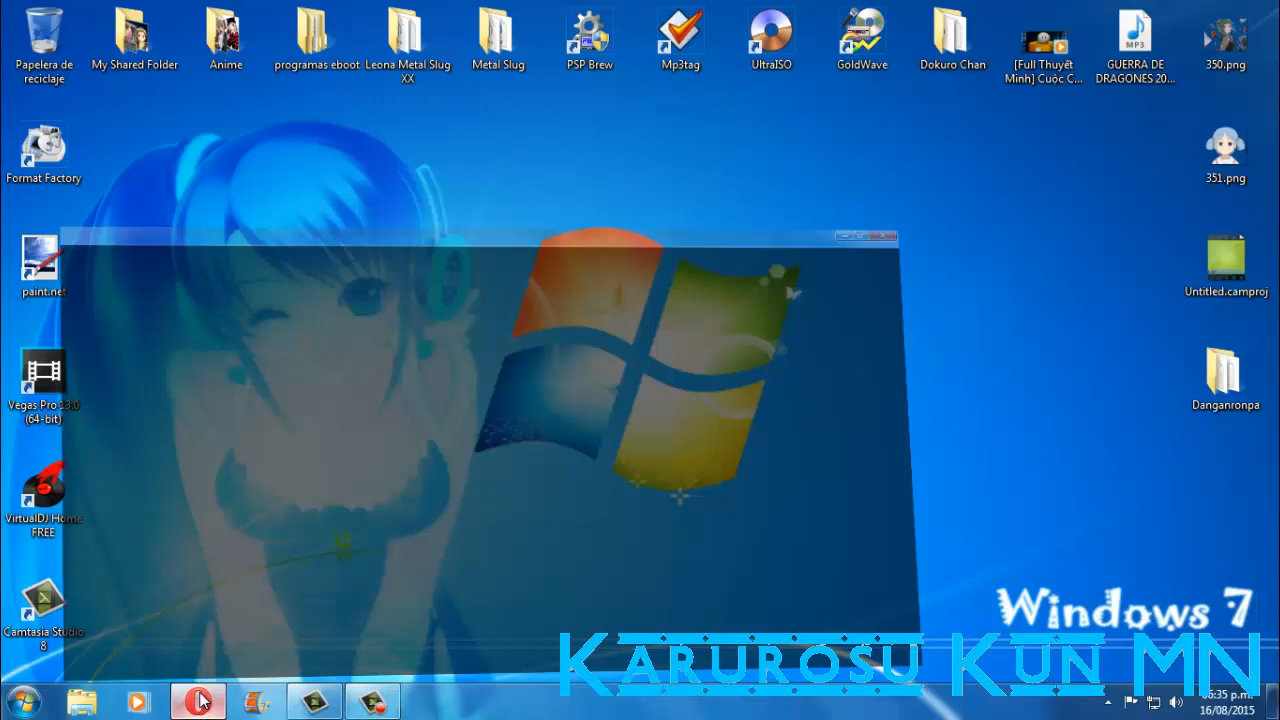 Papelera de
reciclaje
My Shared Folder
Anime
programas eboot
Leona Metal Slug
XX
Metal Slug
PSP Brew
Mp3tag
UltraISO
GoldWave
Dokuro Chan
[Full Thuyết
Minh] Cuộc C...
MP3
GUERRA DE
DRAGONES 20...
350.png
Format Factory
351.png
paint.net
Untitled.camproj
Vegas Pro 13.0
(64-bit)
Danganronpa
VirtualDJ Home
FREE
Camtasia Studio
8
Windows 7
KARUROSU KUN MN
06:35 p.m.
16/08/2015